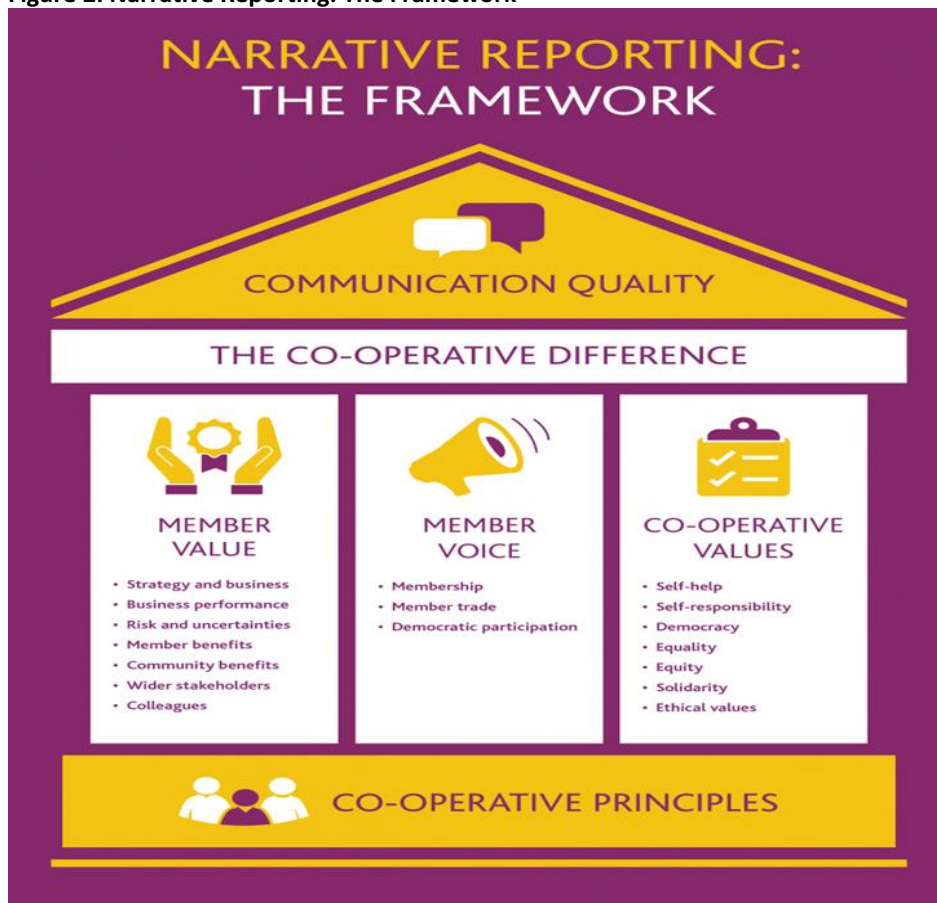 Figure Narrative Reporting: The Framework
NARRATIVE REPORTING:
THE FRAMEWORK
COMMUNICATION QUALITY
THE CO-OPERATIVE DIFFERENCE
MEMBER
VALUE
• Strategy and business
• Business performance
• Risk and uncertainties
• Member benefits
• Community benefits
• Wider stakeholders
• Colleagues
MEMBER
VOICE
• Membership
• Member trade
• Democratic participation
CO-OPERATIVE
VALUES
• Self-help
• Self-responsibility
• Democracy
• Equality
• Equity
• Solidarity
• Ethical values
CO-OPERATIVE PRINCIPLES